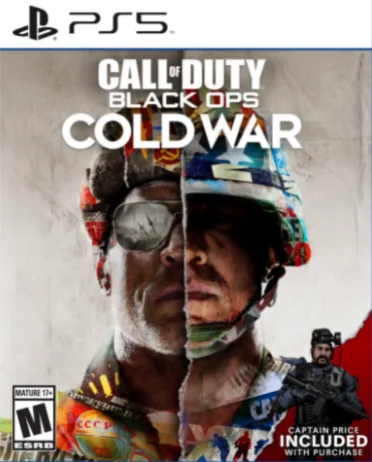 PS5
CALL OF DUTY
BLACK OPS
COLD WAR
CCCP
MATURE 17+
M
ESRB
CAPTAIN PRICE
INCLUDED
WITH PURCHASE